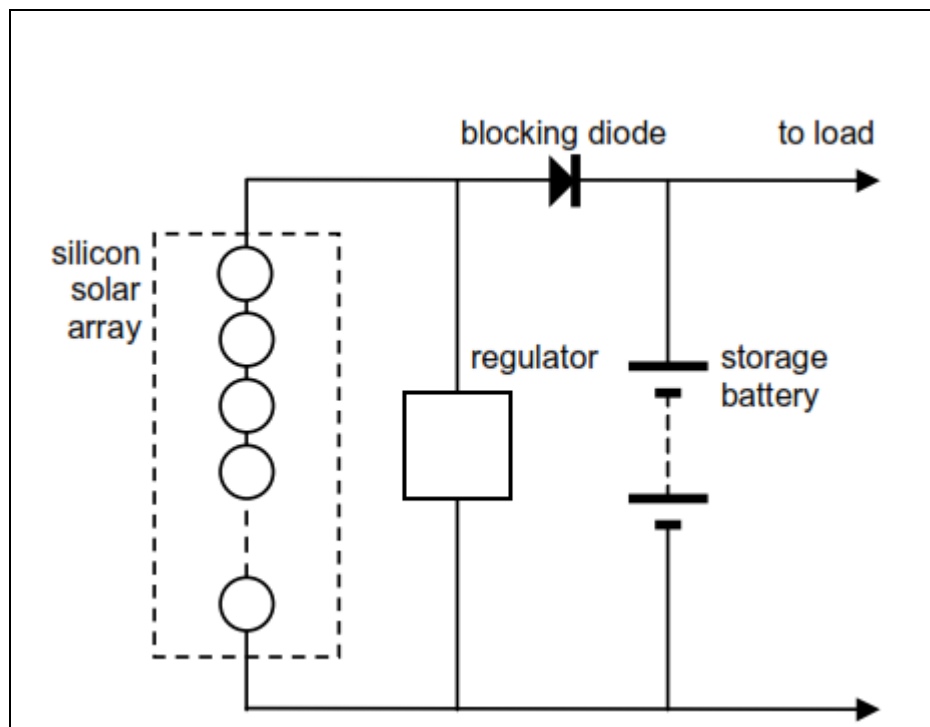 blocking diode
to load
silicon
solar
array
regulator
storage
battery